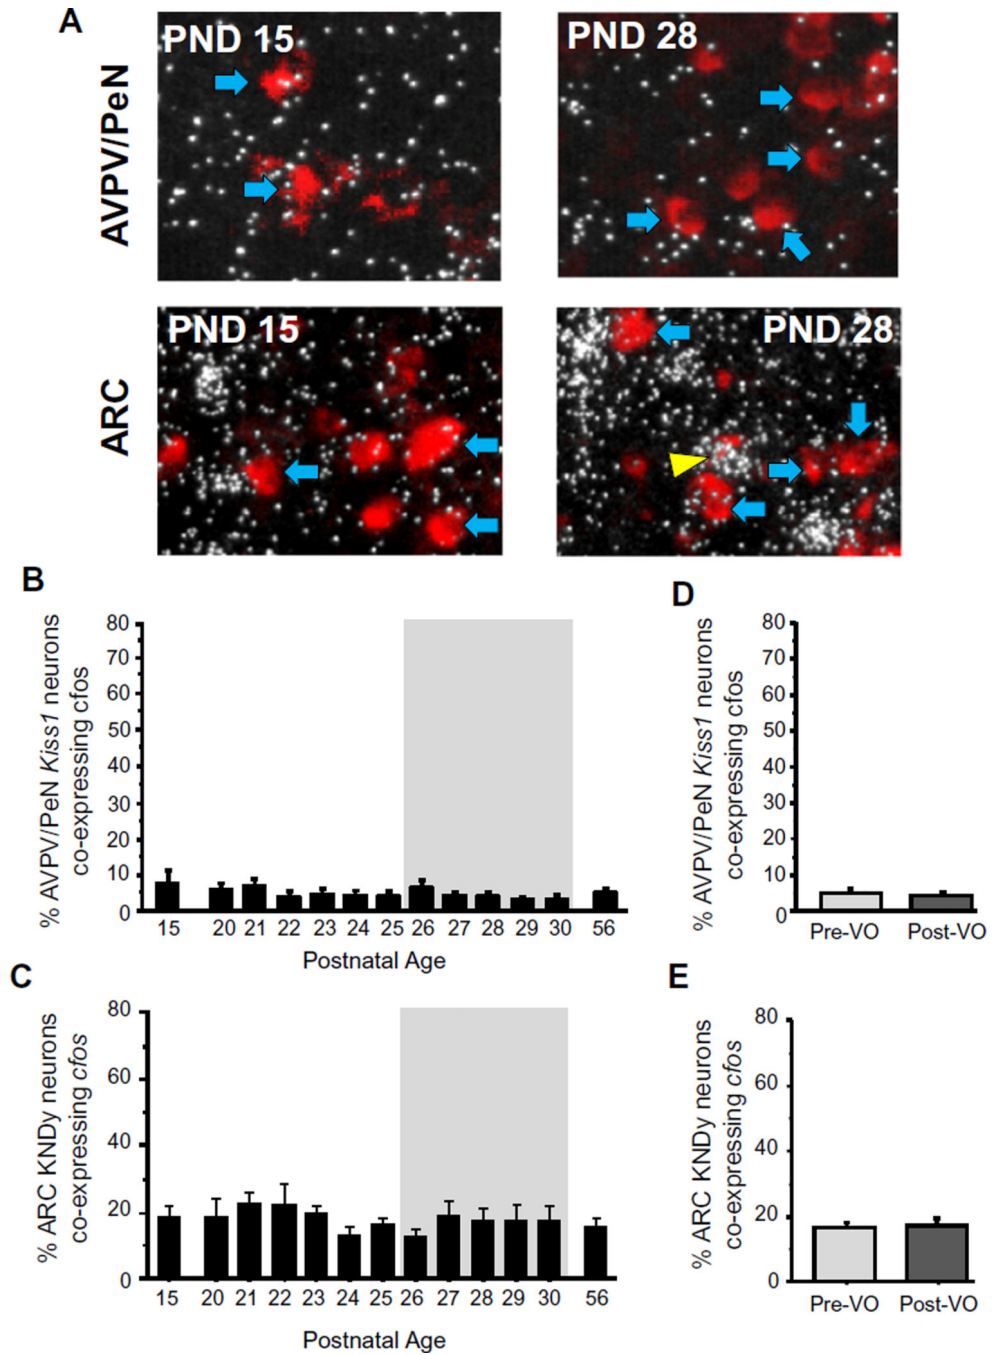 A
PND 15
PND 28
AVPV/PeN
PND 15
PND 28
ARC
B
% AVPV/PeN Kiss1 neurons
co-expressing cfos
80
70
60
50
40
30
20
10
0
15 20 21 22 23 24 25 26 27 28 29 30 56
Postnatal Age
D
% AVPV/PeN Kiss1 neurons
co-expressing cfos
80
70
60
50
40
30
20
10
0
Pre-VO Post-VO
C
% ARC KNDy neurons
co-expressing cfos
80
60
40
20
0
15 20 21 22 23 24 25 26 27 28 29 30 56
Postnatal Age
E
% ARC KNDy neurons
co-expressing cfos
80
60
40
20
0
Pre-VO Post-VO